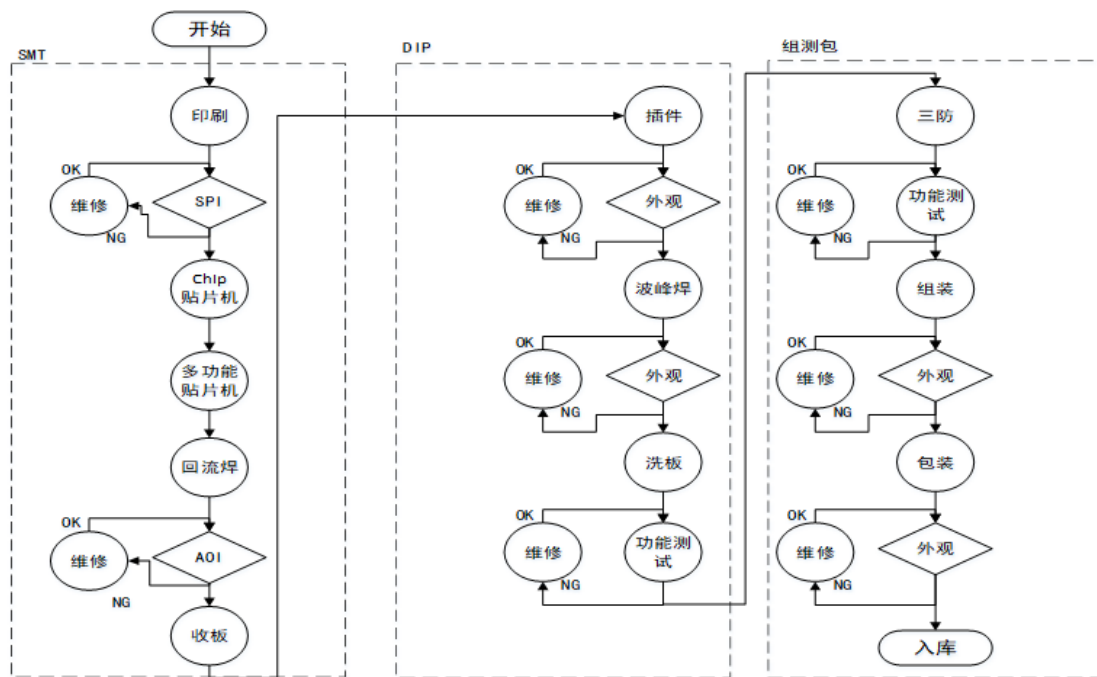 开始
SMT
印刷
OK
维修
SPI
NG
Chip
贴片机
多功能
贴片机
回流焊
OK
维修
AOI
NG
收板
DIP
插件
OK
维修
外观
NG
波峰焊
OK
维修
外观
NG
洗板
OK
维修
功能测
试
NG
组测包
三防
OK
维修
功能测
试
NG
组装
OK
维修
外观
NG
包装
OK
维修
外观
NG
入库